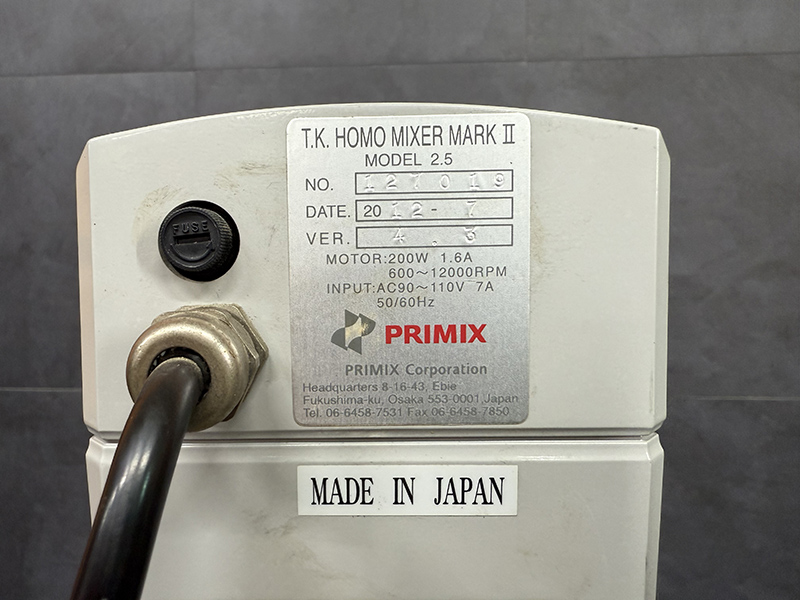 T.K. HOMO MIXER MARK II
MODEL 2.5
NO. 127019
DATE. 2012-7
VER. 4.3
MOTOR:200W 1.6A
600～12000RPM
INPUT:AC90～110V 7A
50/60Hz
PRIMIX
PRIMIX Corporation
Headquarters 8-16-43, Ebie
Fukushima-ku, Osaka 553-0001,Japan
Tel. 06-6458-7531 Fax 06-6458-7850
FUSE
MADE IN JAPAN